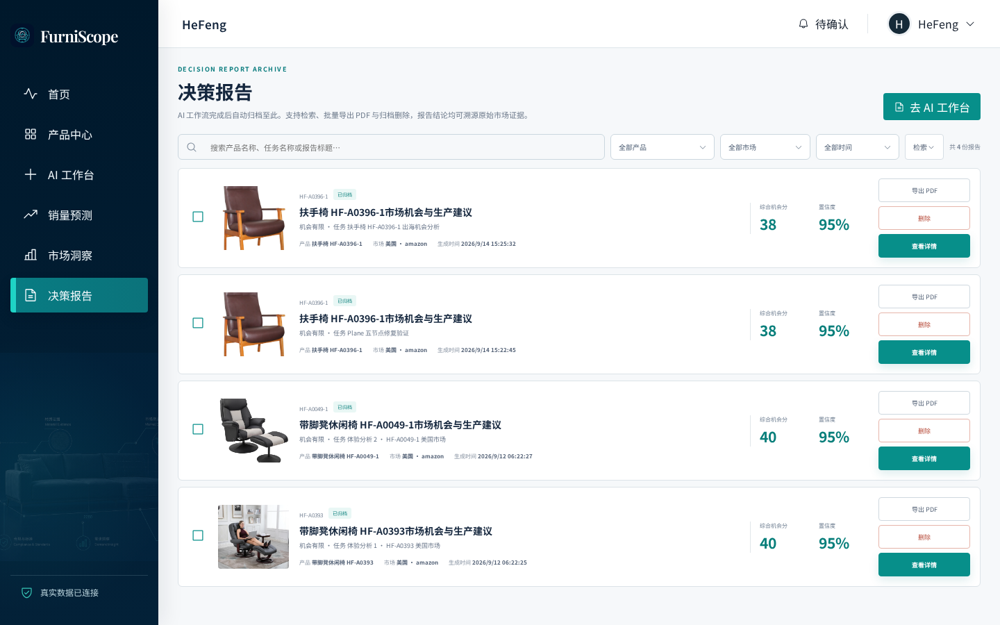 FurniScope
首页
产品中心
AI 工作台
销量预测
市场洞察
决策报告
真实数据已连接
HeFeng
待确认
H
HeFeng
DECISION REPORT ARCHIVE
决策报告
AI 工作流完成后自动归档至此。支持检索、批量导出 PDF 与归档删除，报告结论均可溯源原始市场证据。
去 AI 工作台
搜索产品名称、任务名称或报告标题…
全部产品
全部市场
全部时间
检索
共 4 份报告
HF-A0396-1 已归档
扶手椅 HF-A0396-1市场机会与生产建议
机会有限 · 任务 扶手椅 HF-A0396-1 出海机会分析
产品 扶手椅 HF-A0396-1 市场 美国 · amazon 生成时间 2026/9/14 15:25:32
综合机会分 置信度
38 95%
导出 PDF
删除
查看详情
HF-A0396-1 已归档
扶手椅 HF-A0396-1市场机会与生产建议
机会有限 · 任务 Plane 五节点修复验证
产品 扶手椅 HF-A0396-1 市场 美国 · amazon 生成时间 2026/9/14 15:22:45
综合机会分 置信度
38 95%
导出 PDF
删除
查看详情
HF-A0049-1 已归档
带脚凳休闲椅 HF-A0049-1市场机会与生产建议
机会有限 · 任务 体验分析 2 · HF-A0049-1 美国市场
产品 带脚凳休闲椅 HF-A0049-1 市场 美国 · amazon 生成时间 2026/9/12 06:22:27
综合机会分 置信度
40 95%
导出 PDF
删除
查看详情
HF-A0393 已归档
带脚凳休闲椅 HF-A0393市场机会与生产建议
机会有限 · 任务 体验分析 1 · HF-A0393 美国市场
产品 带脚凳休闲椅 HF-A0393 市场 美国 · amazon 生成时间 2026/9/12 06:22:25
综合机会分 置信度
40 95%
导出 PDF
删除
查看详情